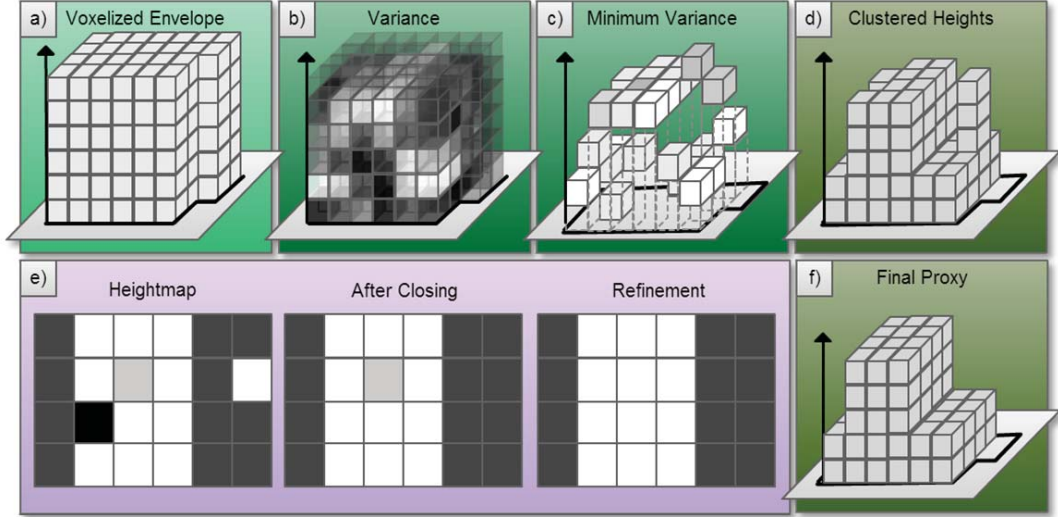 a) Voxelized Envelope
b) Variance
c) Minimum Variance
d) Clustered Heights
e) Heightmap After Closing Refinement
f) Final Proxy